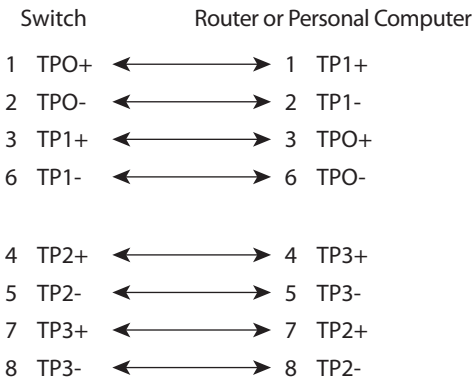 Switch Router or Personal Computer
1 TPO+ 1 TP1+
2 TPO- 2 TP1-
3 TP1+ 3 TPO+
6 TP1- 6 TPO-
4 TP2+ 4 TP3+
5 TP2- 5 TP3-
7 TP3+ 7 TP2+
8 TP3- 8 TP2-